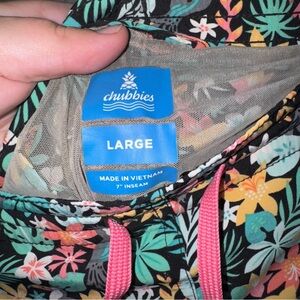 chubbies
LARGE
MADE IN VIETNAM
7" INSEAM